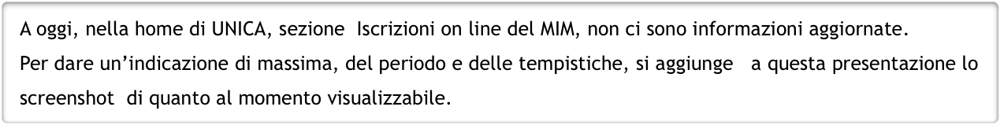 A oggi, nella home di UNICA, sezione  Iscrizioni on line del MIM, non ci sono informazioni aggiornate.
Per dare un’indicazione di massima, del periodo e delle tempistiche, si aggiunge   a questa presentazione lo
screenshot  di quanto al momento visualizzabile.